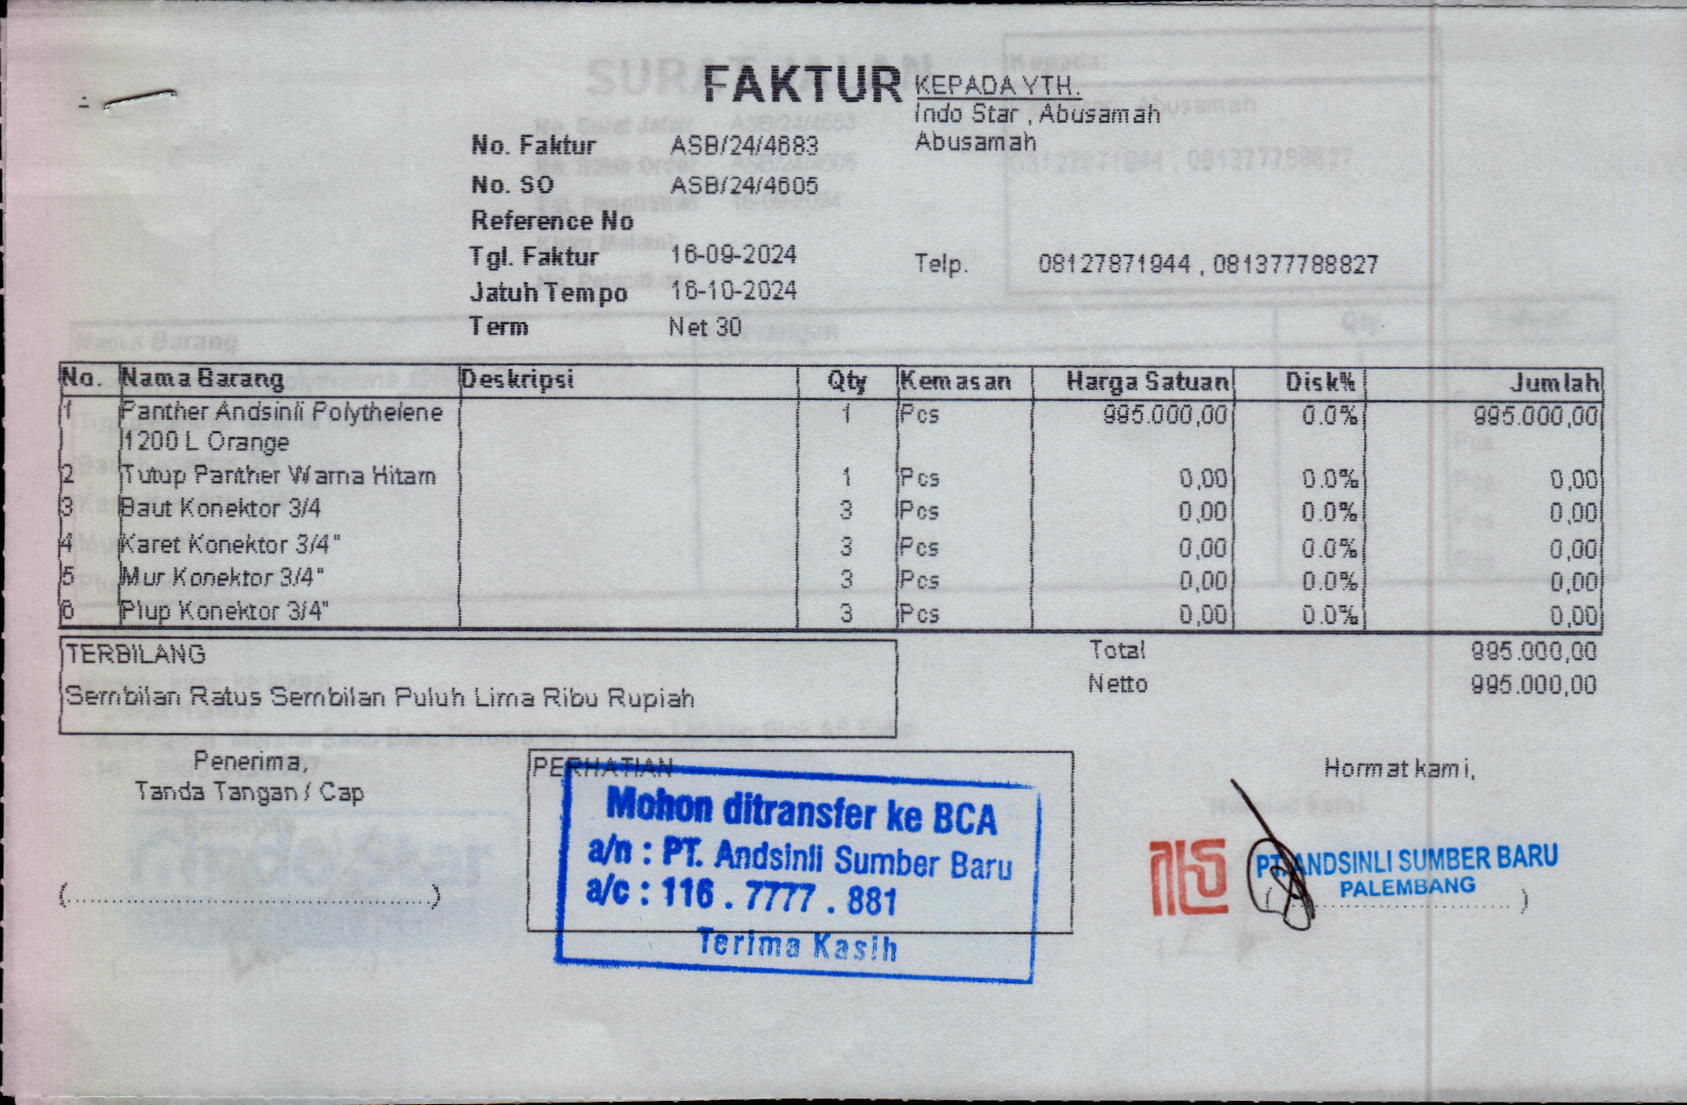 FAKTUR
KEPADA YTH.
Indo Star , Abusamah
Abusamah
No. Faktur ASB/24/4683
No. SO ASB/24/4605
Reference No
Tgl. Faktur 16-09-2024
Telp. 08127871944 , 081377788827
Jatuh Tempo 16-10-2024
Term Net 30
No. Nama Barang Deskripsi Qty Kemasan Harga Satuan Disk% Jumlah
1 Panther Andsinli Polythelene 1 Pcs 995.000,00 0.0% 995.000,00
1200 L Orange
2 Tutup Panther Warna Hitam 1 Pcs 0,00 0.0% 0,00
3 Baut Konektor 3/4 3 Pcs 0,00 0.0% 0,00
4 Karet Konektor 3/4" 3 Pcs 0,00 0.0% 0,00
5 Mur Konektor 3/4" 3 Pcs 0,00 0.0% 0,00
6 Plup Konektor 3/4" 3 Pcs 0,00 0.0% 0,00
TERBILANG
Sembilan Ratus Sembilan Puluh Lima Ribu Rupiah
Total 995.000,00
Netto 995.000,00
Penerima,
Tanda Tangan / Cap
(..............................................)
PERHATIAN
Mohon ditransfer ke BCA
a/n : PT. Andsinli Sumber Baru
a/c : 116 . 7777 . 881
Terima Kasih
Hormat kami,
PT. ANDSINLI SUMBER BARU
PALEMBANG